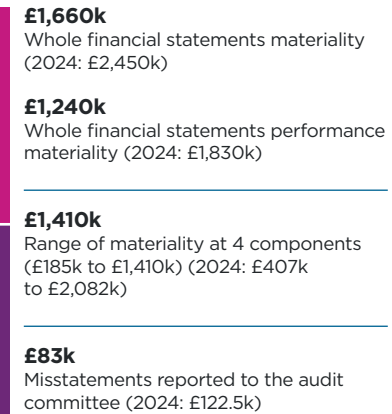 £1,660k
Whole financial statements materiality
(2024: £2,450k)
£1,240k
Whole financial statements performance
materiality (2024: £1,830k)
£1,410k
Range of materiality at 4 components
(£185k to £1,410k) (2024: £407k
to £2,082k)
£83k
Misstatements reported to the audit
committee (2024: £122.5k)